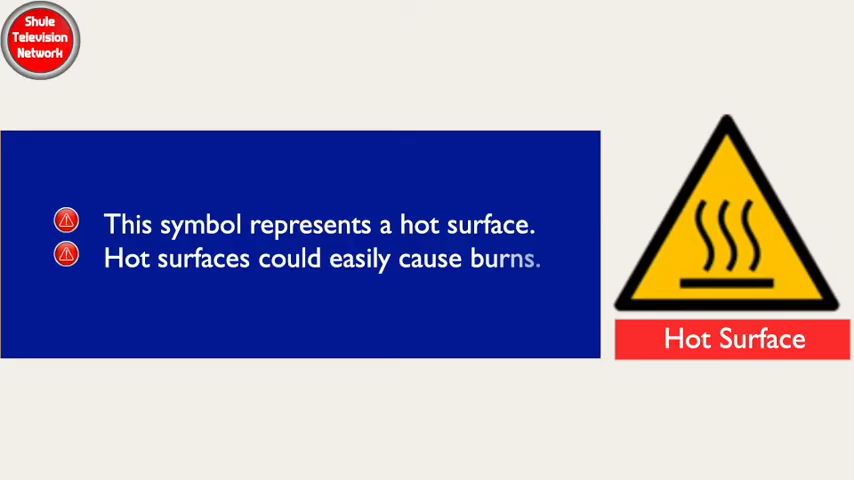 Shule
Television
Network
This symbol represents a hot surface.
Hot surfaces could easily cause burns.
Hot Surface